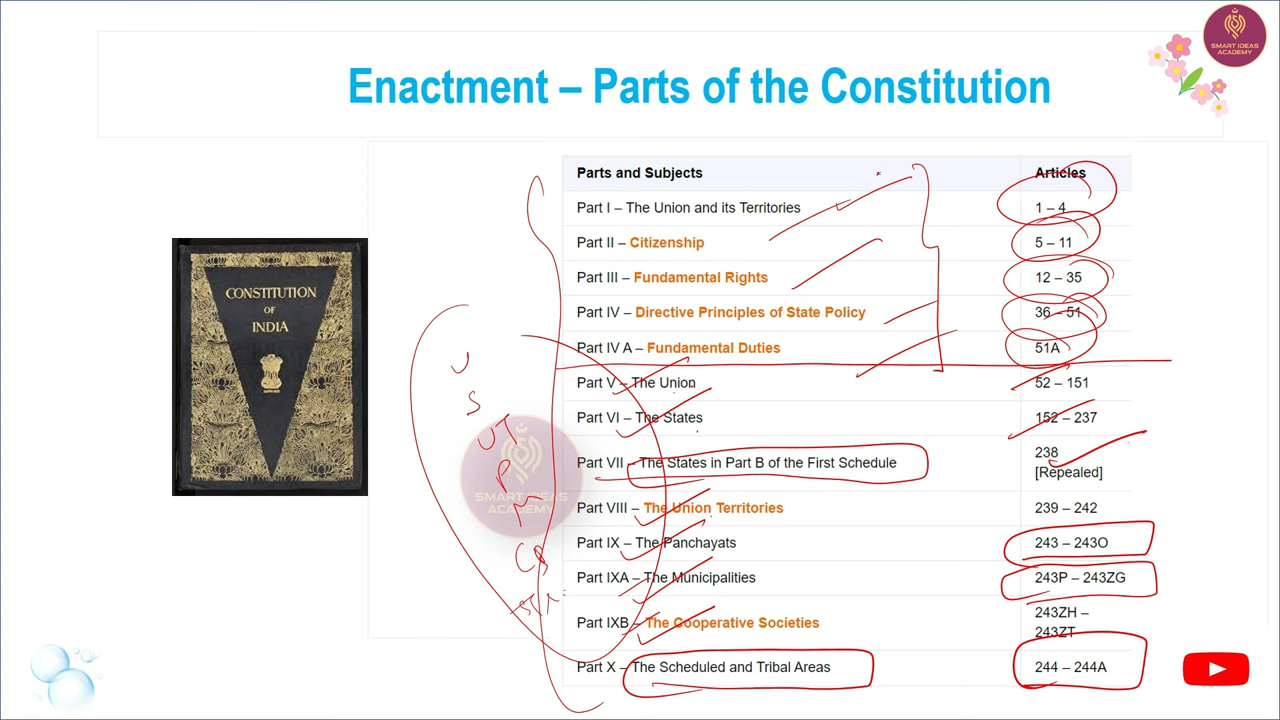 SMART IDEAS
ACADEMY
Enactment – Parts of the Constitution
CONSTITUTION
OF
INDIA
Parts and Subjects Articles
Part I – The Union and its Territories 1 – 4
Part II – Citizenship 5 – 11
Part III – Fundamental Rights 12 – 35
Part IV – Directive Principles of State Policy 36 – 51
Part IV A – Fundamental Duties 51A
Part V – The Union 52 – 151
Part VI – The States 152 – 237
Part VII – The States in Part B of the First Schedule 238
[Repealed]
Part VIII – The Union Territories 239 – 242
Part IX – The Panchayats 243 – 243O
Part IXA – The Municipalities 243P – 243ZG
Part IXB – The Cooperative Societies 243ZH –
243ZT
Part X – The Scheduled and Tribal Areas 244 – 244A
U
S
UT
P
M
SMART IDEAS
ACADEMY